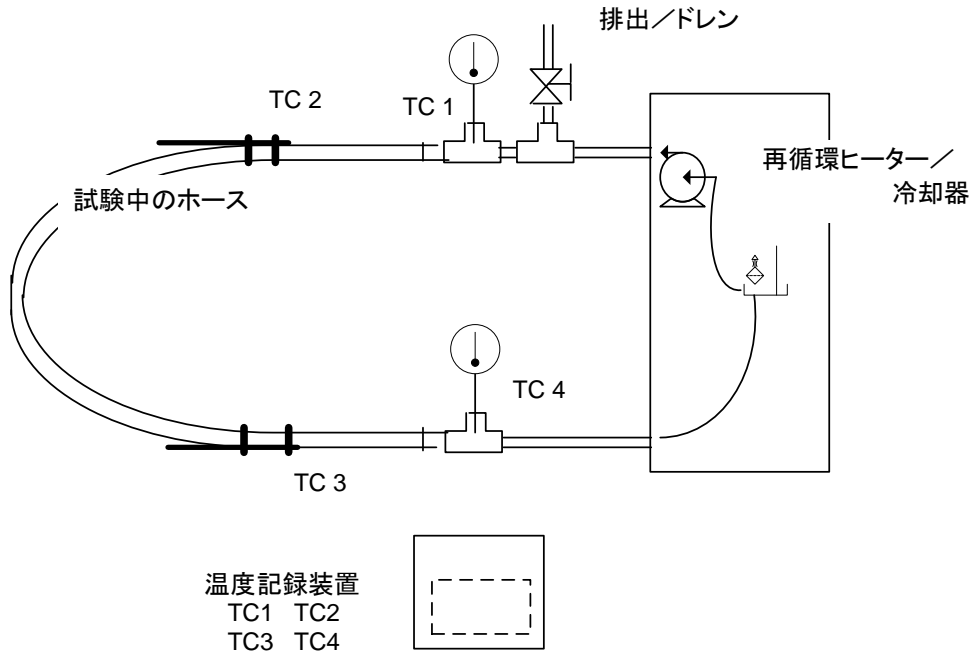 排出／ドレン
TC 2
TC 1
再循環ヒーター／
冷却器
試験中のホース
TC 4
TC 3
温度記録装置
TC1 TC2
TC3 TC4